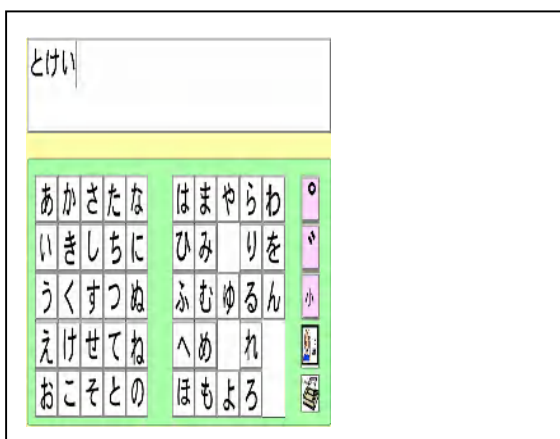 とけい
あかさたな はまやらわ ゜
いきしちに ひみ りを ゛
うくすつぬ ふむゆるん 小
えけせてね へめ れ
おこそとの ほもよろ